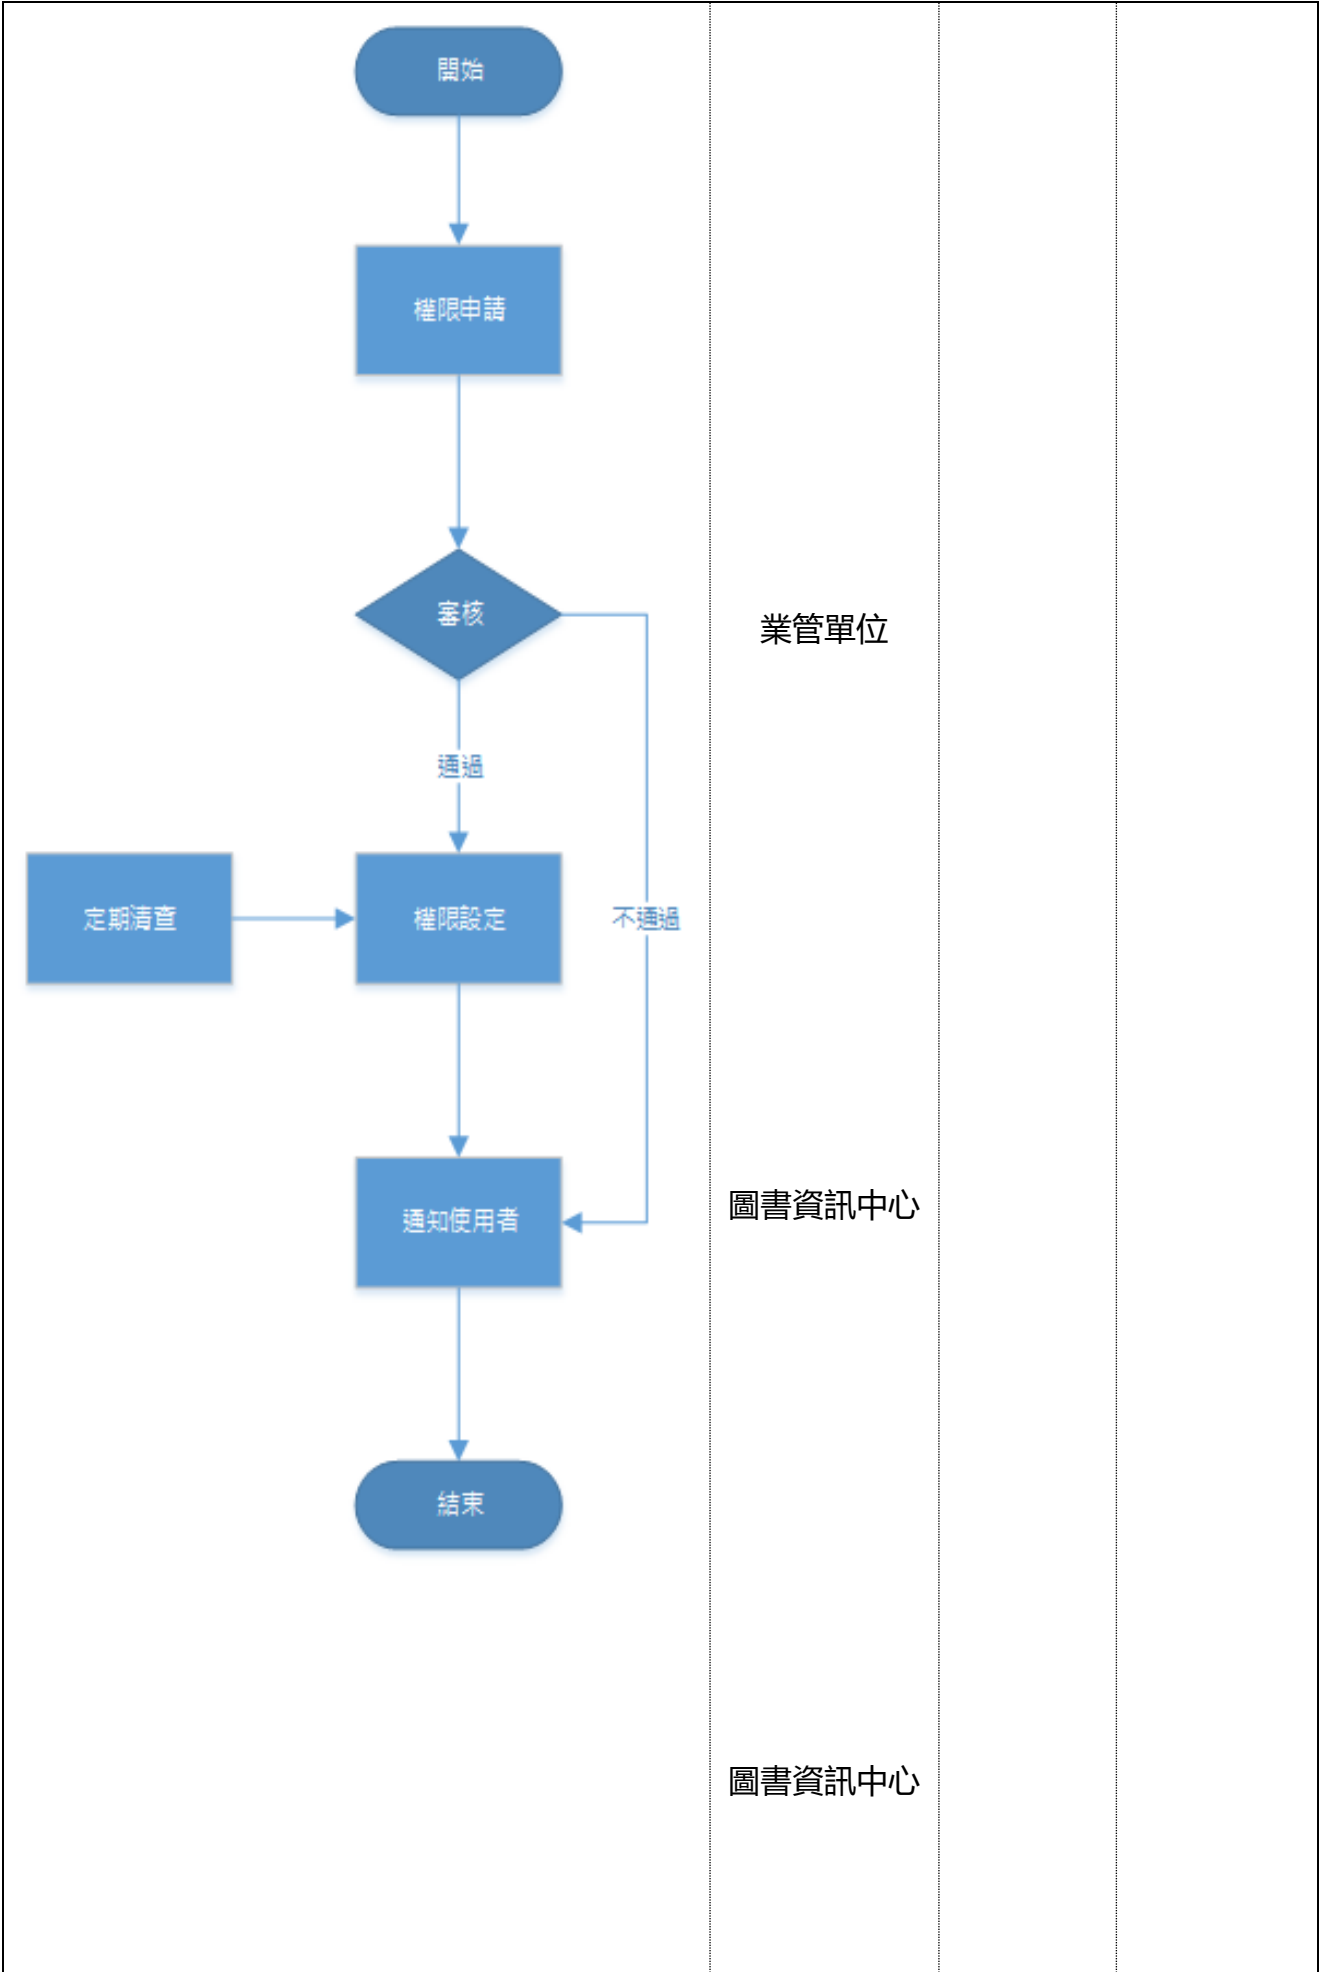 開始
權限申請
審核
業管單位
通過
定期清查
權限設定
不通過
通知使用者
圖書資訊中心
結束
圖書資訊中心